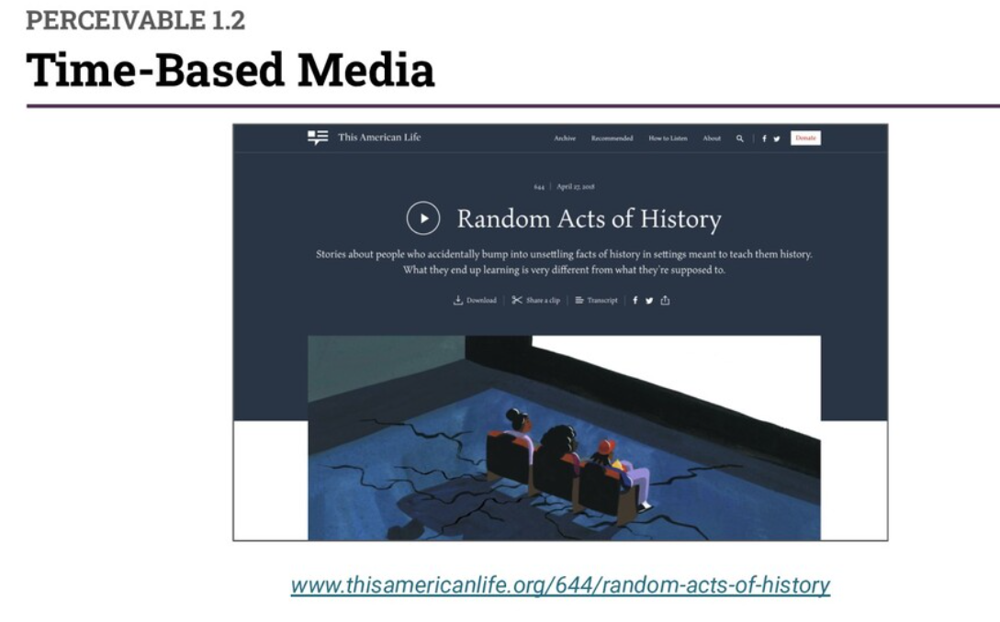 PERCEIVABLE 1.2
Time-Based Media
This American Life
Archive Recommended How to Listen About Donate
644 | April 27, 2018
Random Acts of History
Stories about people who accidentally bump into unsettling facts of history in settings meant to teach them history.
What they end up learning is very different from what they're supposed to.
Download | Share a clip | Transcript
www.thisamericanlife.org/644/random-acts-of-history